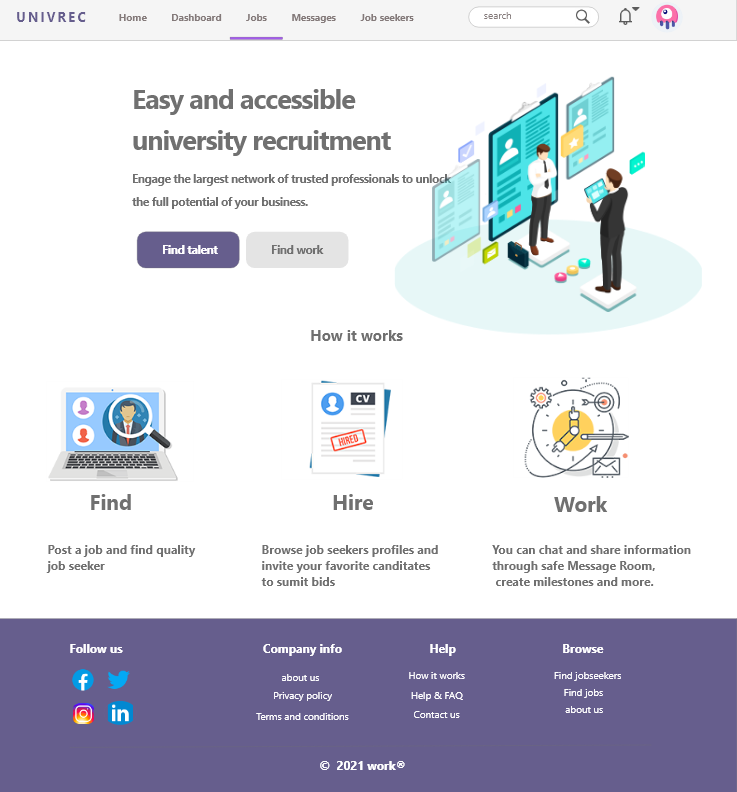 UNIVREC
Home Dashboard Jobs Messages Job seekers search
Easy and accessible
university recruitment
Engage the largest network of trusted professionals to unlock
the full potential of your business.
Find talent Find work
How it works
CV
HIRED
Find Hire Work
Post a job and find quality
job seeker
Browse job seekers profiles and
invite your favorite canditates
to sumit bids
You can chat and share information
through safe Message Room,
create milestones and more.
Follow us
Company info
about us
Privacy policy
Terms and conditions
Help
How it works
Help & FAQ
Contact us
Browse
Find jobseekers
Find jobs
about us
© 2021 work®